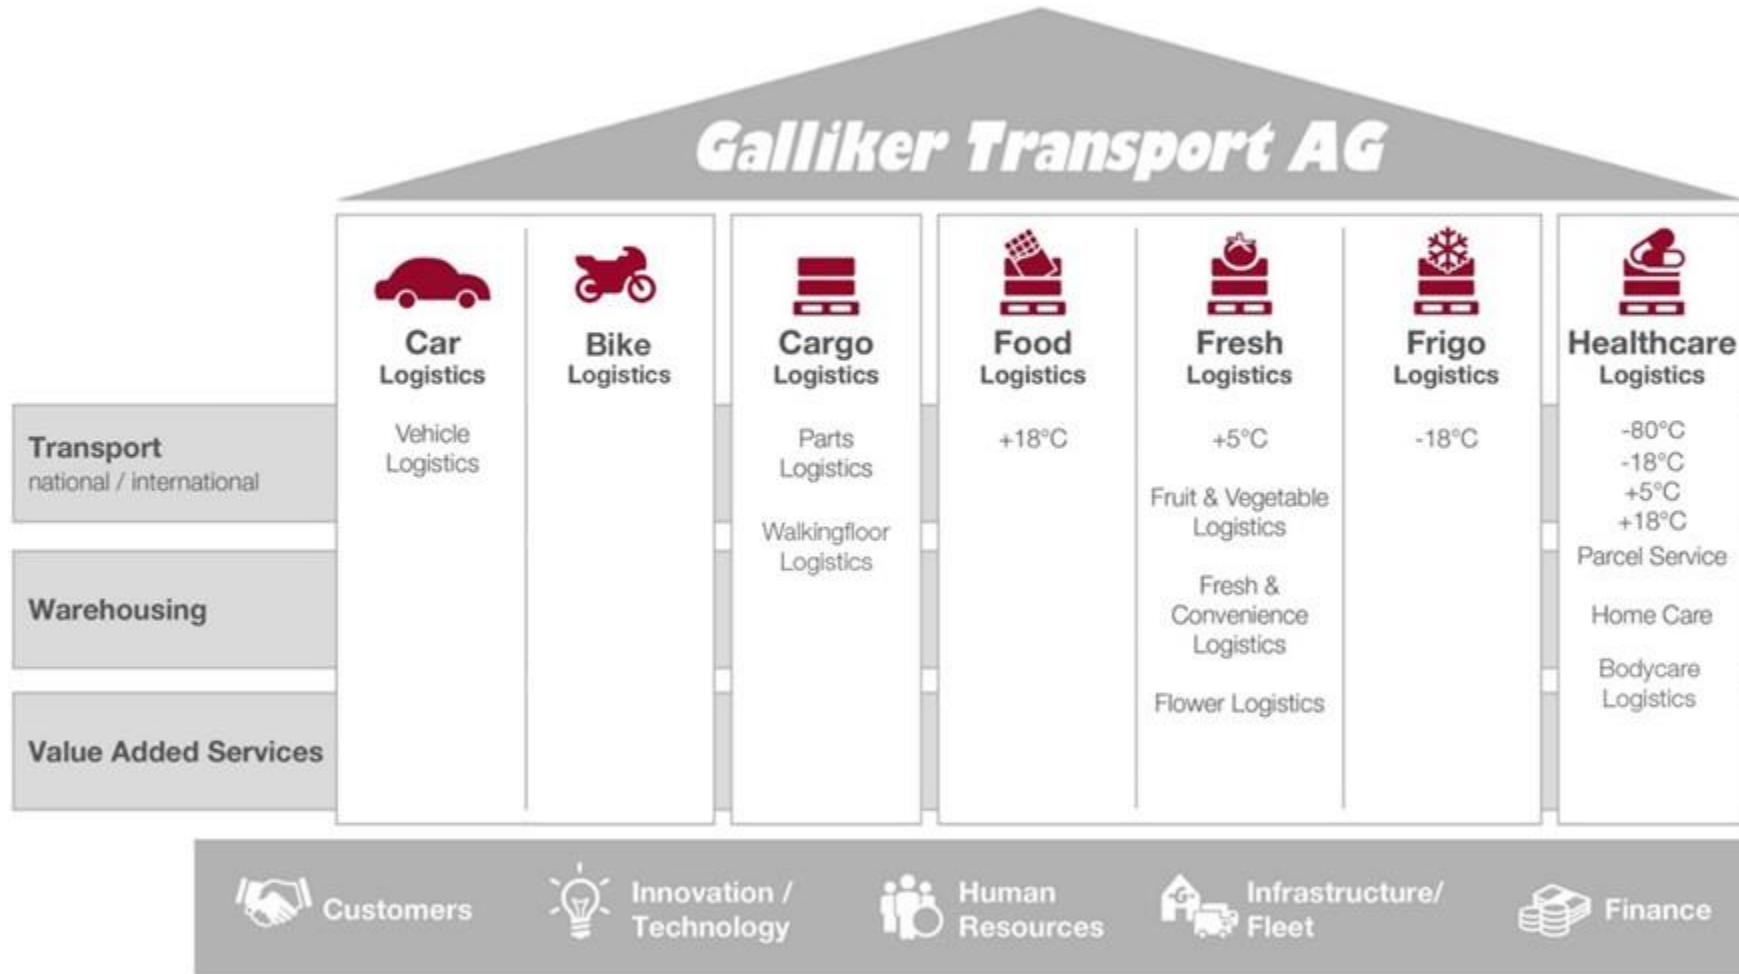 Galliker Transport AG
Car
Logistics
Bike
Logistics
Cargo
Logistics
Food
Logistics
Fresh
Logistics
Frigo
Logistics
Healthcare
Logistics
Transport
national / international
Warehousing
Value Added Services
Vehicle
Logistics
Parts
Logistics
Walkingfloor
Logistics
+18°C
+5°C
Fruit & Vegetable
Logistics
Fresh &
Convenience
Logistics
Flower Logistics
-18°C
-80°C
-18°C
+5°C
+18°C
Parcel Service
Home Care
Bodycare
Logistics
Customers
Innovation /
Technology
Human
Resources
-G-
Infrastructure/
Fleet
Finance